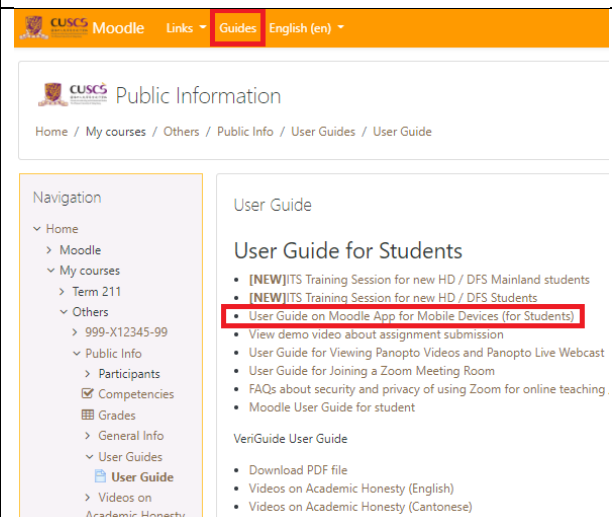 CUSCS Moodle Links Guides English (en)
CUSCS Public Information
Home / My courses / Others / Public Info / User Guides / User Guide
Navigation
Home
Moodle
My courses
Term 211
Others
999-X12345-99
Public Info
Participants
Competencies
Grades
General Info
User Guides
User Guide
Videos on
Academic Honesty
User Guide
User Guide for Students
[NEW]ITS Training Session for new HD / DFS Mainland students
[NEW]ITS Training Session for new HD / DFS Students
User Guide on Moodle App for Mobile Devices (for Students)
View demo video about assignment submission
User Guide for Viewing Panopto Videos and Panopto Live Webcast
User Guide for Joining a Zoom Meeting Room
FAQs about security and privacy of using Zoom for online teaching
Moodle User Guide for student
VeriGuide User Guide
Download PDF file
Videos on Academic Honesty (English)
Videos on Academic Honesty (Cantonese)